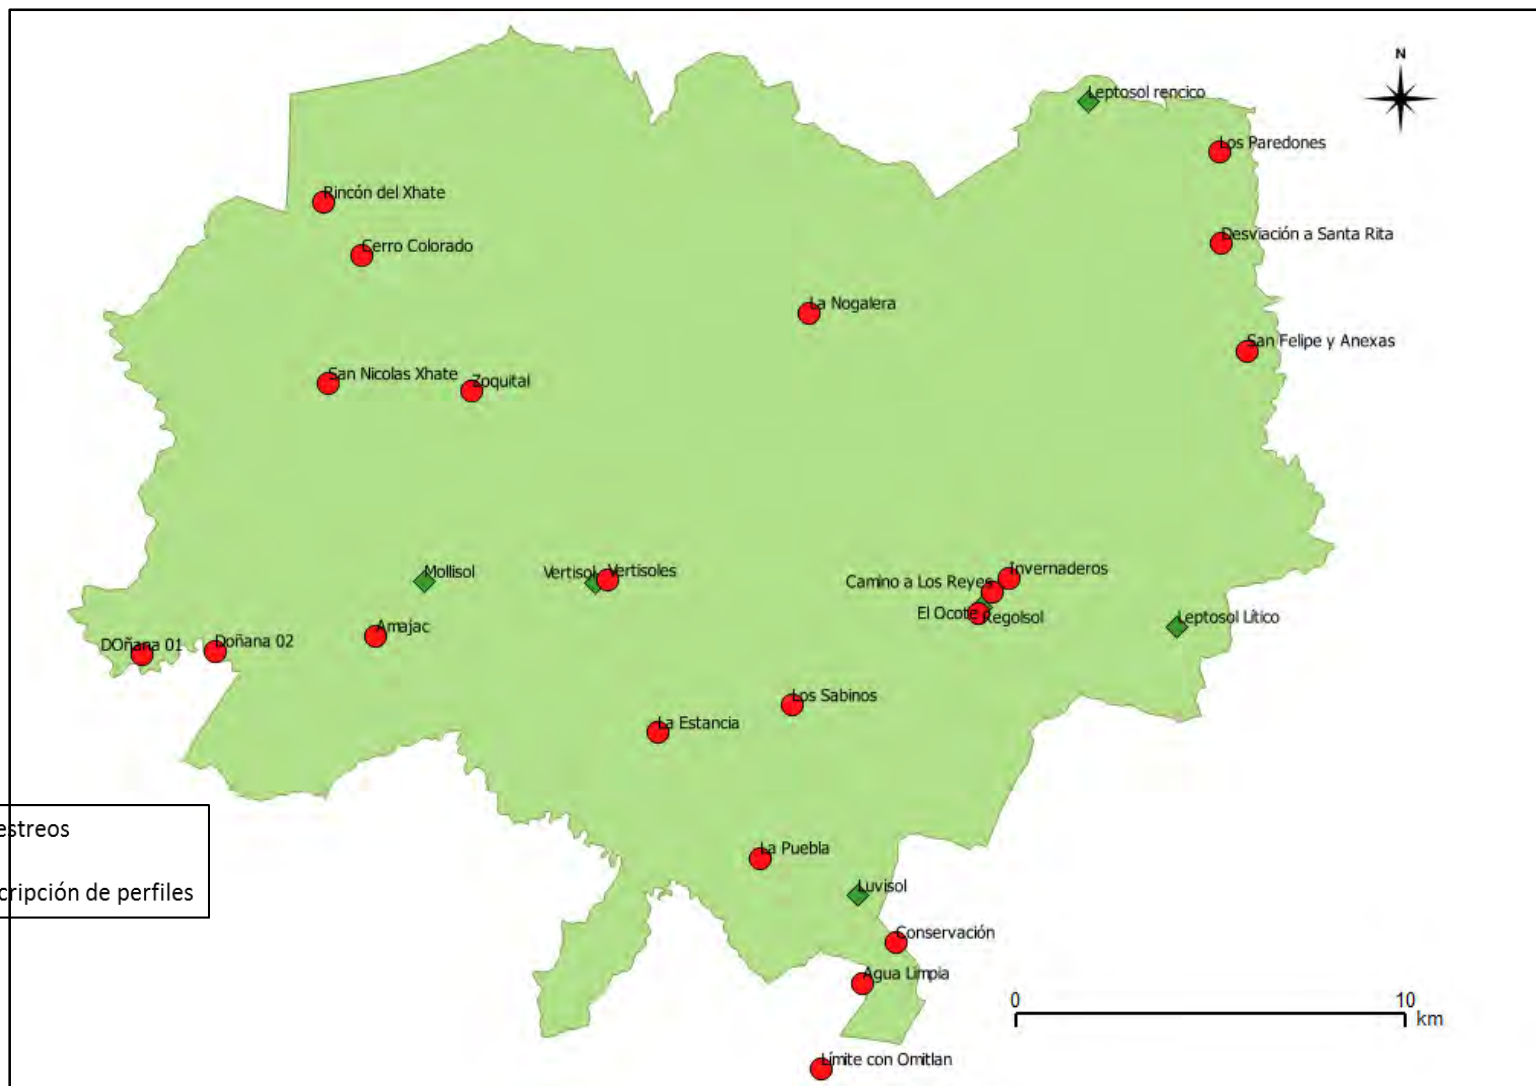 N
Leptosol rencico
Los Paredones
Rincón del Xhate
Desviación a Santa Rita
Cerro Colorado
La Nogalera
San Felipe y Anexas
San Nicolas Xhate
Zoquital
Mollisol
Vertisol
Vertisoles
Invernaderos
Camino a Los Reyes
El Ocote
Regolsol
Leptosol Lítico
Amajac
DOñana 01
Doñana 02
Los Sabinos
La Estancia
estreos
La Puebla
cripción de perfiles
Luvisol
Conservación
Agua Limpia
0
10
km
Límite con Omitlan